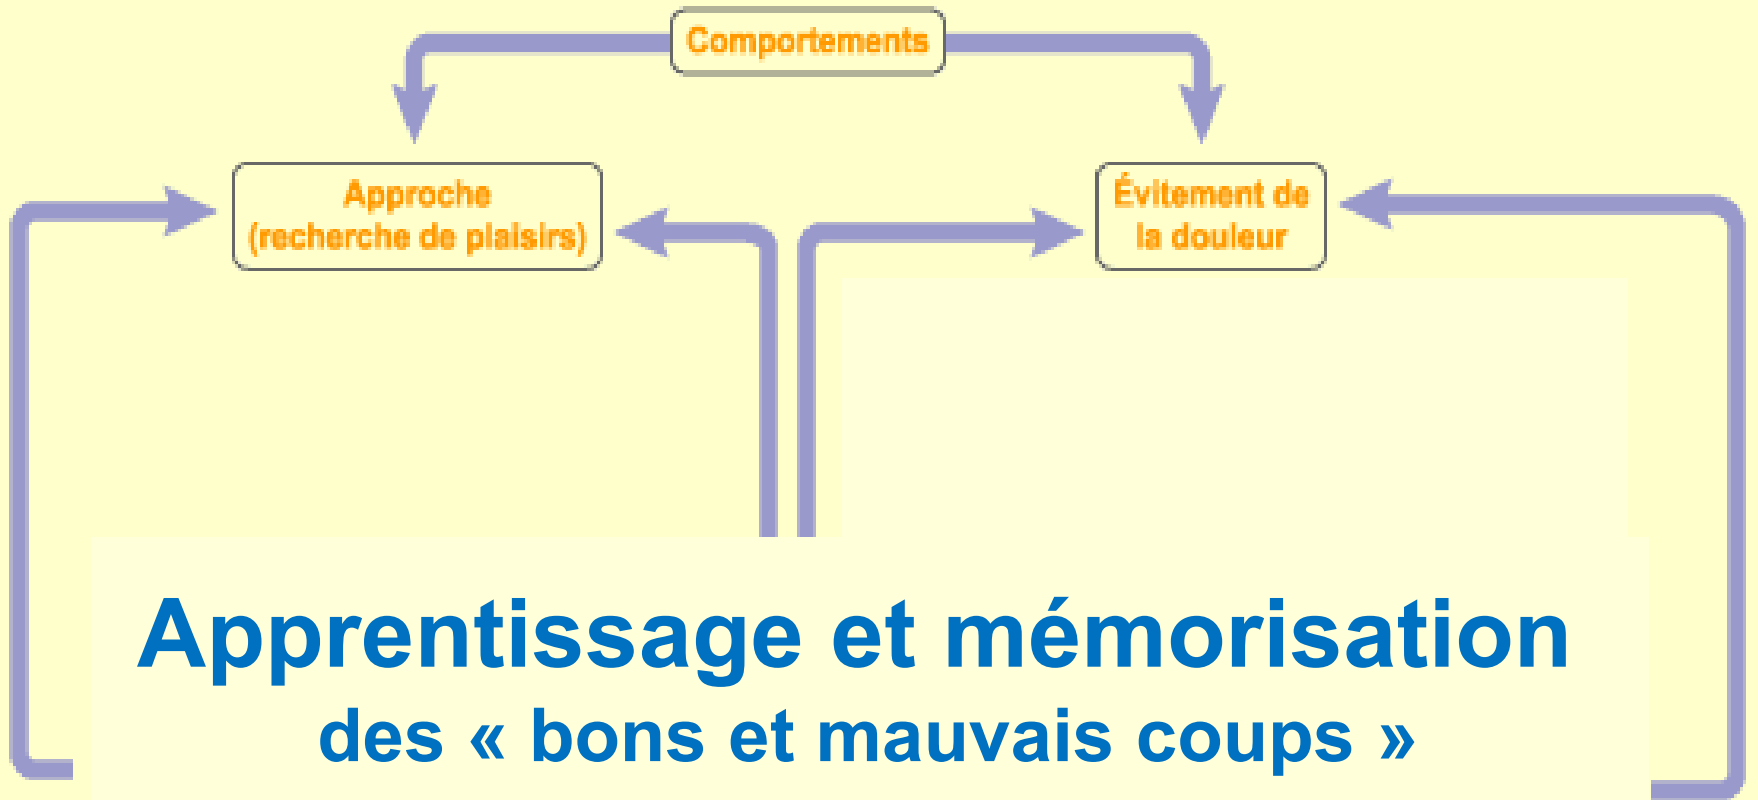 Comportements
Approche
(recherche de plaisirs)
Évitement de
la douleur
Apprentissage et mémorisation
des « bons et mauvais coups »